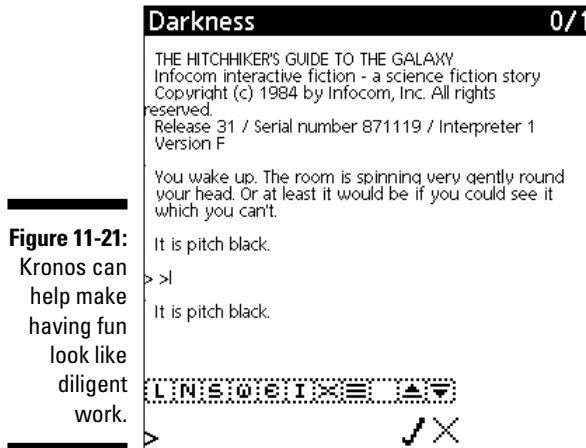 Darkness 0/1
THE HITCHHIKER'S GUIDE TO THE GALAXY
Infocom interactive fiction - a science fiction story
Copyright (c) 1984 by Infocom, Inc. All rights
reserved.
Release 31 / Serial number 871119 / Interpreter 1
Version F
You wake up. The room is spinning very gently round
your head. Or at least it would be if you could see it
which you can't.
It is pitch black.
> >|
It is pitch black.
L N S W E I
>
Figure 11-21:
Kronos can
help make
having fun
look like
diligent
work.